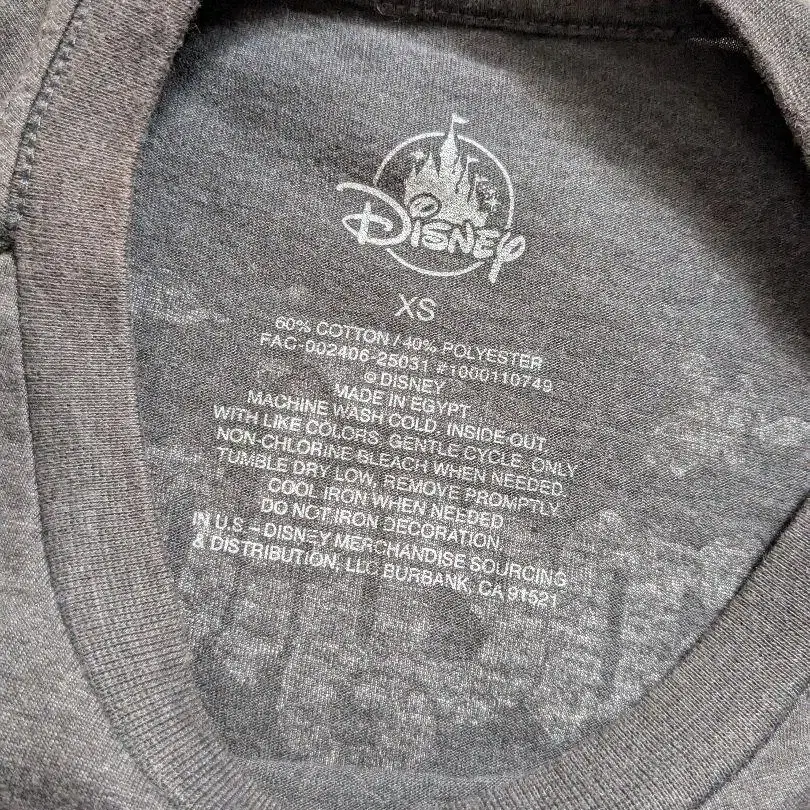 Disney
XS
60% COTTON / 40% POLYESTER
FAC-002406-25031 #1000110749
© DISNEY
MADE IN EGYPT
MACHINE WASH COLD, INSIDE OUT,
WITH LIKE COLORS, GENTLE CYCLE, ONLY
NON-CHLORINE BLEACH WHEN NEEDED.
TUMBLE DRY LOW, REMOVE PROMPTLY.
COOL IRON WHEN NEEDED
DO NOT IRON DECORATION.
IN U.S. – DISNEY MERCHANDISE SOURCING
& DISTRIBUTION, LLC BURBANK, CA 91521